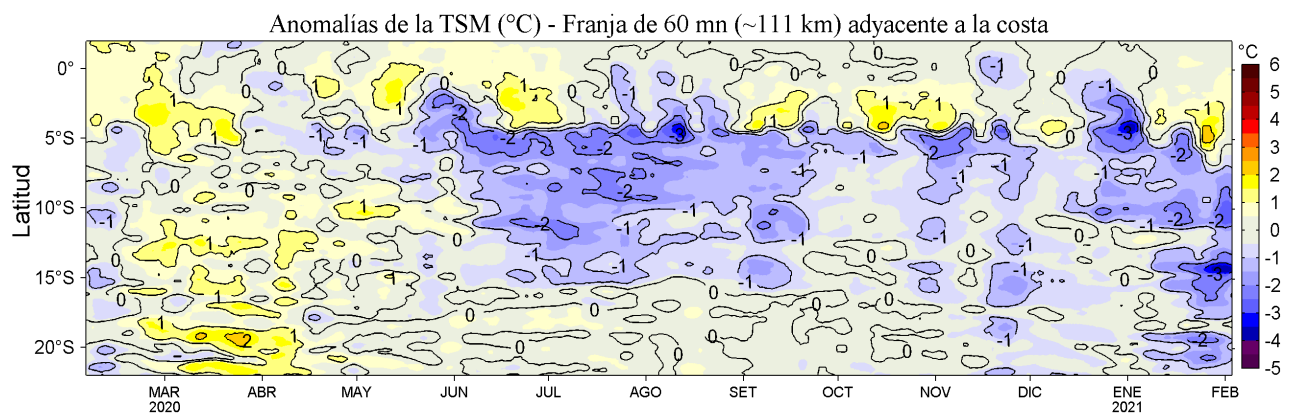 Anomalías de la TSM (°C) - Franja de 60 mn (~111 km) adyacente a la costa
°C
Latitud
0°
5°S
10°S
15°S
20°S
MAR ABR MAY JUN JUL AGO SET OCT NOV DIC ENE FEB
2020 2021
6
5
4
3
2
1
0
-1
-2
-3
-4
-5